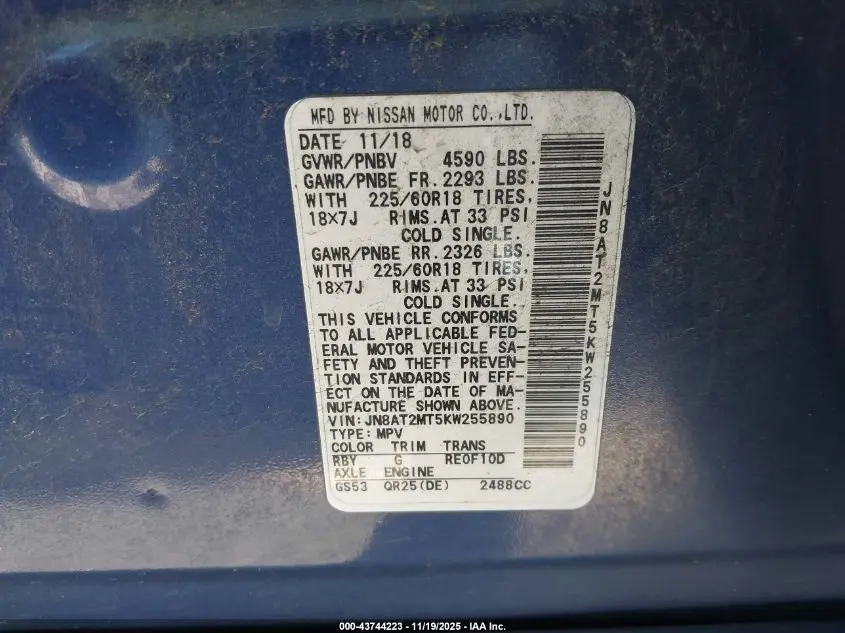 MFD BY NISSAN MOTOR CO.,LTD.
DATE 11/18
GVWR/PNBV 4590 LBS.
GAWR/PNBE FR. 2293 LBS.
WITH 225/60R18 TIRES,
18X7J RIMS.AT 33 PSI
COLD SINGLE.
GAWR/PNBE RR. 2326 LBS.
WITH 225/60R18 TIRES,
18X7J RIMS.AT 33 PSI
COLD SINGLE.
THIS VEHICLE CONFORMS
TO ALL APPLICABLE FED-
ERAL MOTOR VEHICLE SA-
FETY AND THEFT PREVEN-
TION STANDARDS IN EFF-
ECT ON THE DATE OF MA-
NUFACTURE SHOWN ABOVE.
VIN:JN8AT2MT5KW255890
TYPE:MPV
COLOR TRIM TRANS
RBY G RE0F10D
AXLE ENGINE
GS53 QR25(DE) 2488CC
JN8AT2MT5KW255890
000-43744223 - 11/19/2025 - IAA Inc.